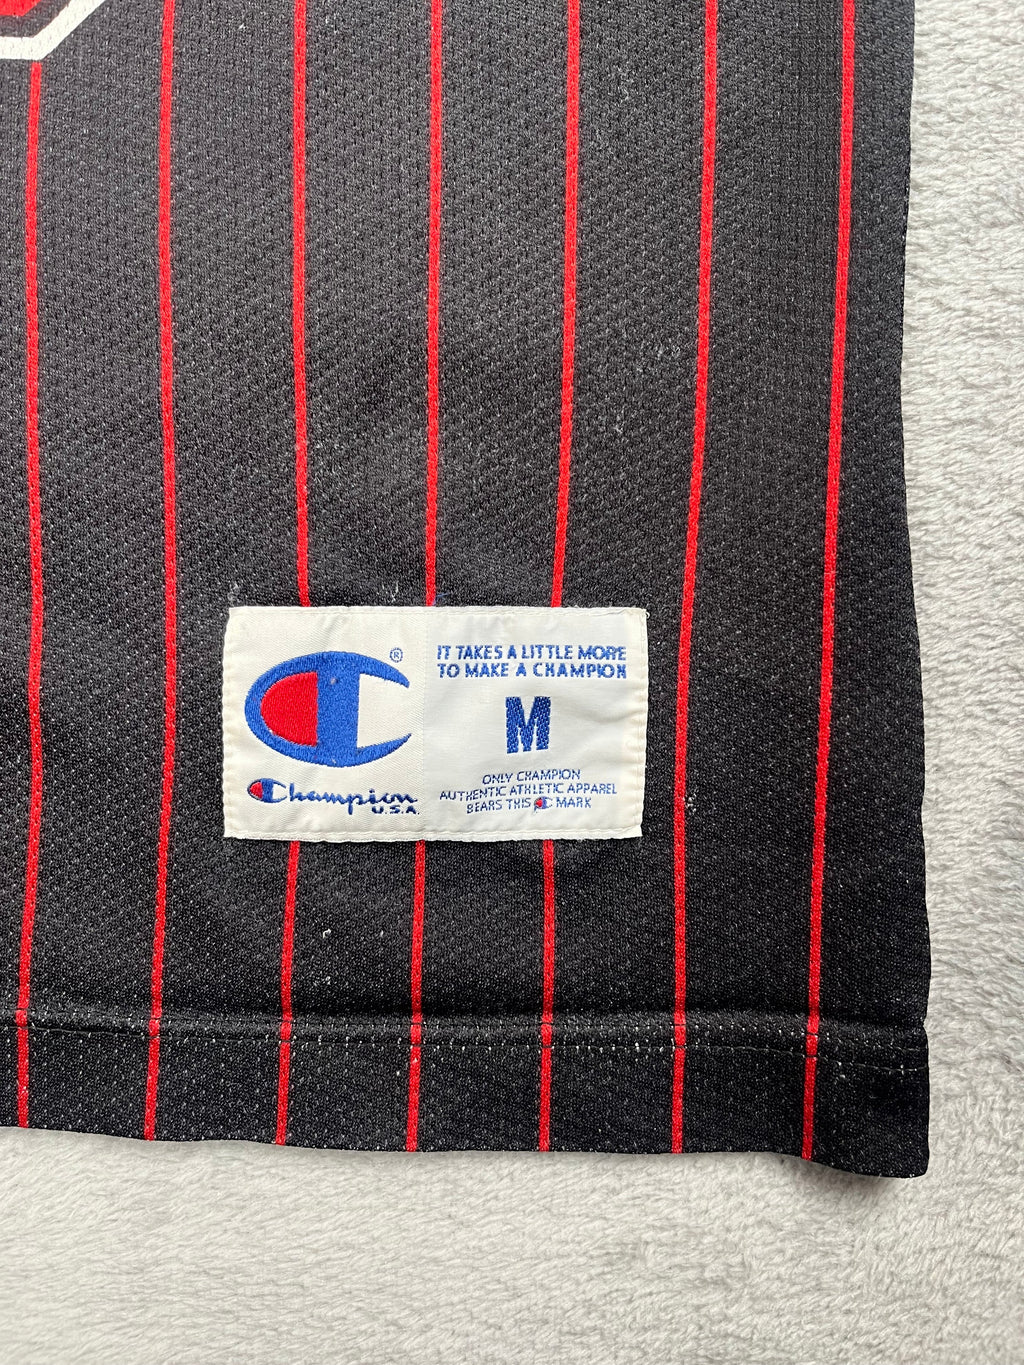 ®
Champion
U.S.A.
IT TAKES A LITTLE MORE
TO MAKE A CHAMPION
M
ONLY CHAMPION
AUTHENTIC ATHLETIC APPAREL
BEARS THIS C MARK